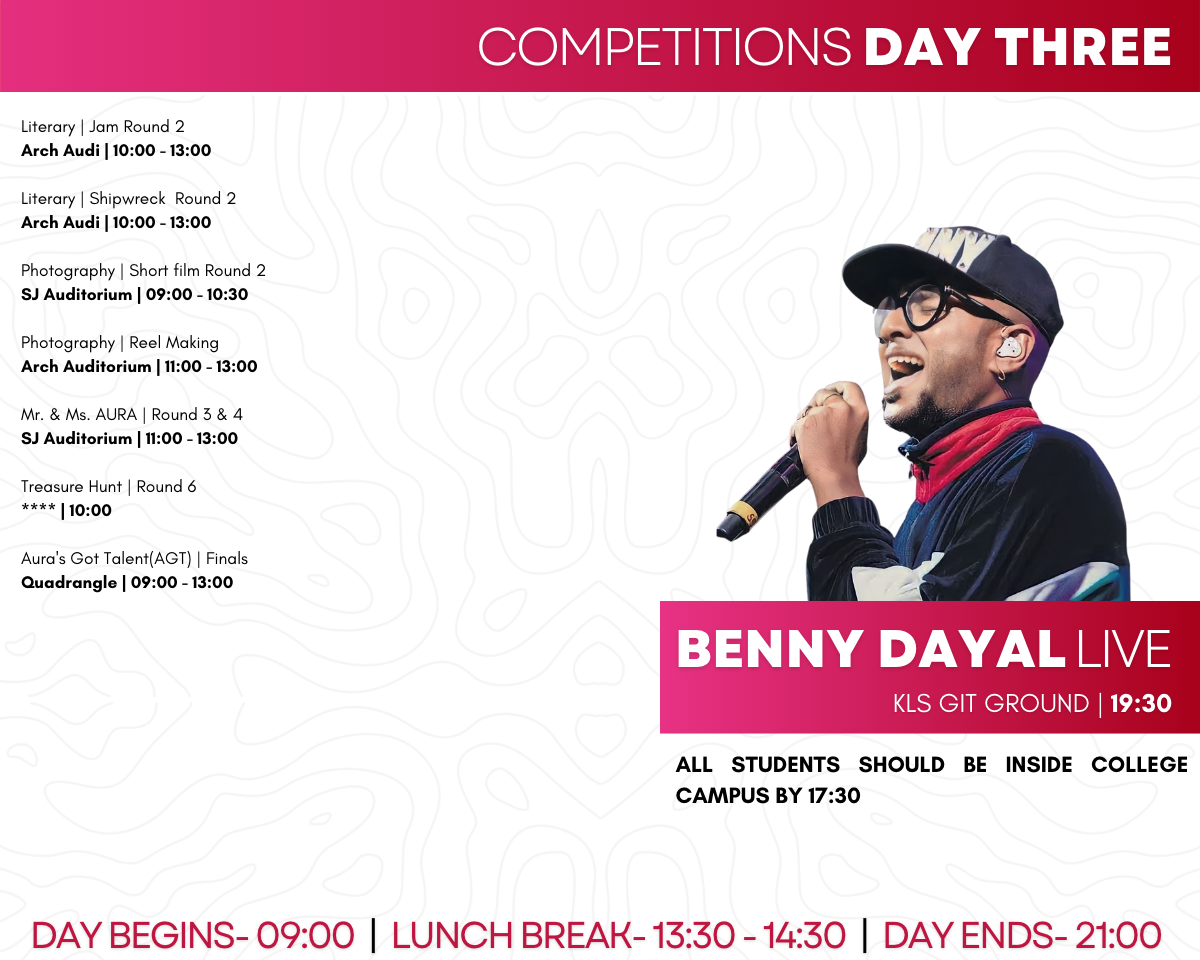 COMPETITIONS DAY THREE
Literary | Jam Round 2
Arch Audi | 10:00 - 13:00
Literary | Shipwreck  Round 2
Arch Audi | 10:00 - 13:00
Photography | Short film Round 2
SJ Auditorium | 09:00 - 10:30
Photography | Reel Making
Arch Auditorium | 11:00 - 13:00
Mr. & Ms. AURA | Round 3 & 4
SJ Auditorium | 11:00 - 13:00
Treasure Hunt | Round 6
**** | 10:00
Aura's Got Talent(AGT) | Finals
Quadrangle | 09:00 - 13:00
BENNY DAYAL LIVE
KLS GIT GROUND | 19:30
ALL STUDENTS SHOULD BE INSIDE COLLEGE
CAMPUS BY 17:30
DAY BEGINS- 09:00 | LUNCH BREAK- 13:30 - 14:30 | DAY ENDS- 21:00